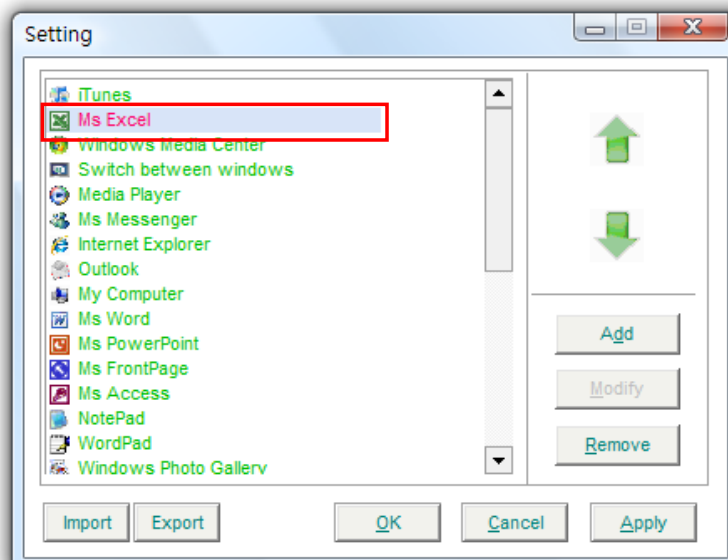 Setting
iTunes
Ms Excel
Windows Media Center
Switch between windows
Media Player
Ms Messenger
Internet Explorer
Outlook
My Computer
Ms Word
Ms PowerPoint
Ms FrontPage
Ms Access
NotePad
WordPad
Windows Photo Gallery
Add
Modify
Remove
Import Export OK Cancel Apply